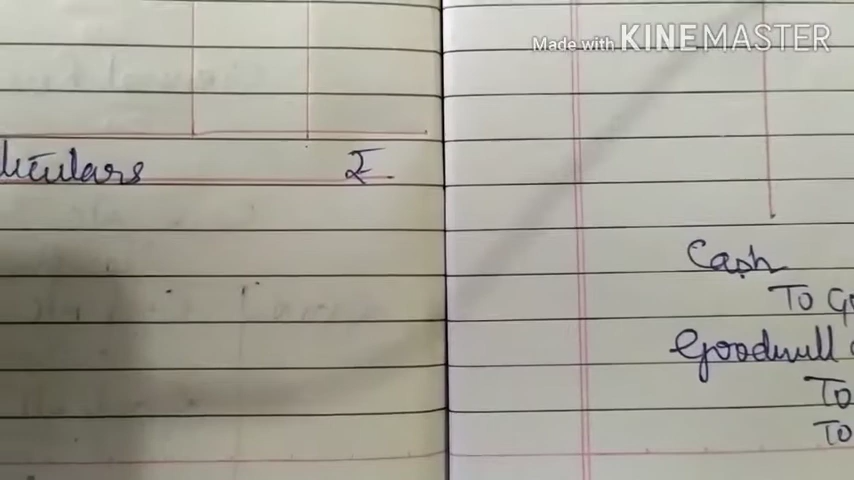 Made with KINEMASTER
ticulars ₹
Cash
To G
Goodwill
To
To